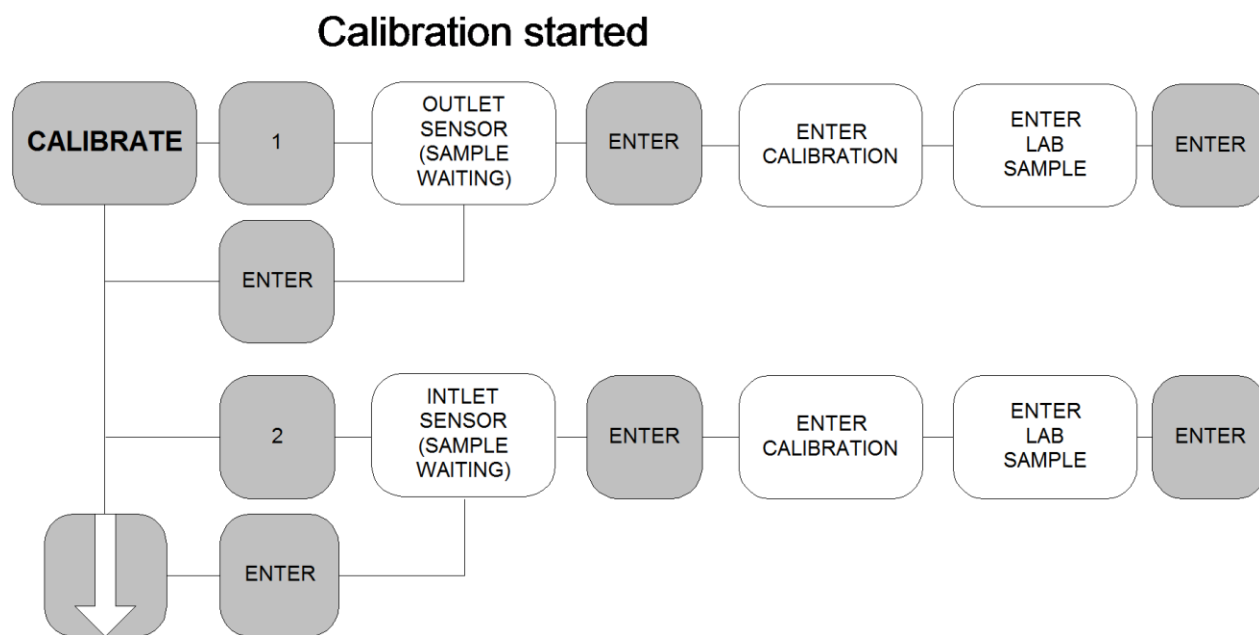 Calibration started
CALIBRATE
1
OUTLET
SENSOR
(SAMPLE
WAITING)
ENTER
ENTER
CALIBRATION
ENTER
LAB
SAMPLE
ENTER
ENTER
2
INTLET
SENSOR
(SAMPLE
WAITING)
ENTER
ENTER
CALIBRATION
ENTER
LAB
SAMPLE
ENTER
ENTER